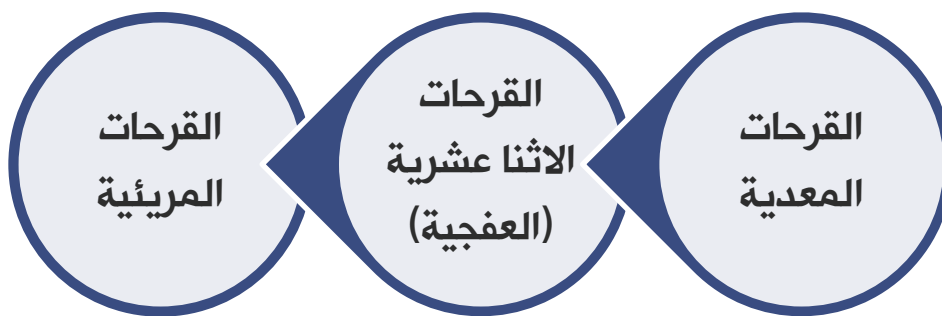 القرحات
المعدية
القرحات
الاثنا عشرية
(العفجية)
القرحات
المريئية